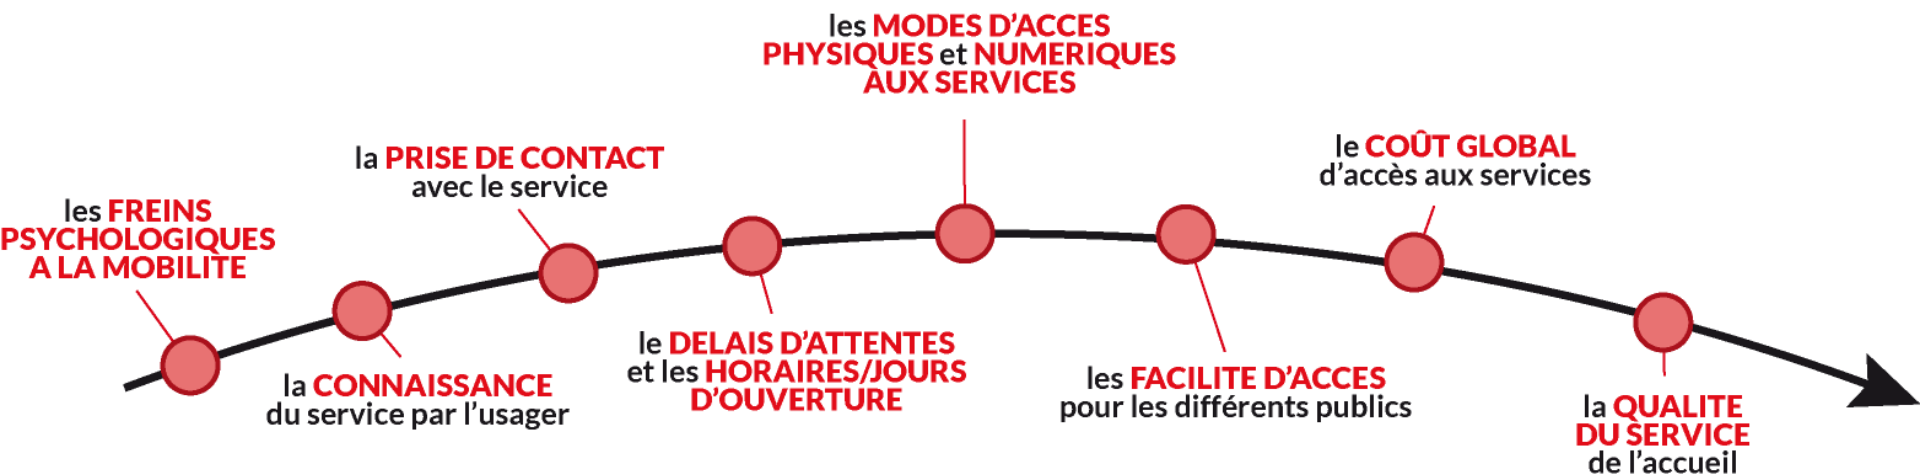 les FREINS
PSYCHOLOGIQUES
A LA MOBILITE
la CONNAISSANCE
du service par l'usager
la PRISE DE CONTACT
avec le service
le DELAIS D'ATTENTES
et les HORAIRES/JOURS
D'OUVERTURE
les MODES D'ACCES
PHYSIQUES et NUMERIQUES
AUX SERVICES
les FACILITE D'ACCES
pour les différents publics
le COÛT GLOBAL
d'accès aux services
la QUALITE
DU SERVICE
de l'accueil